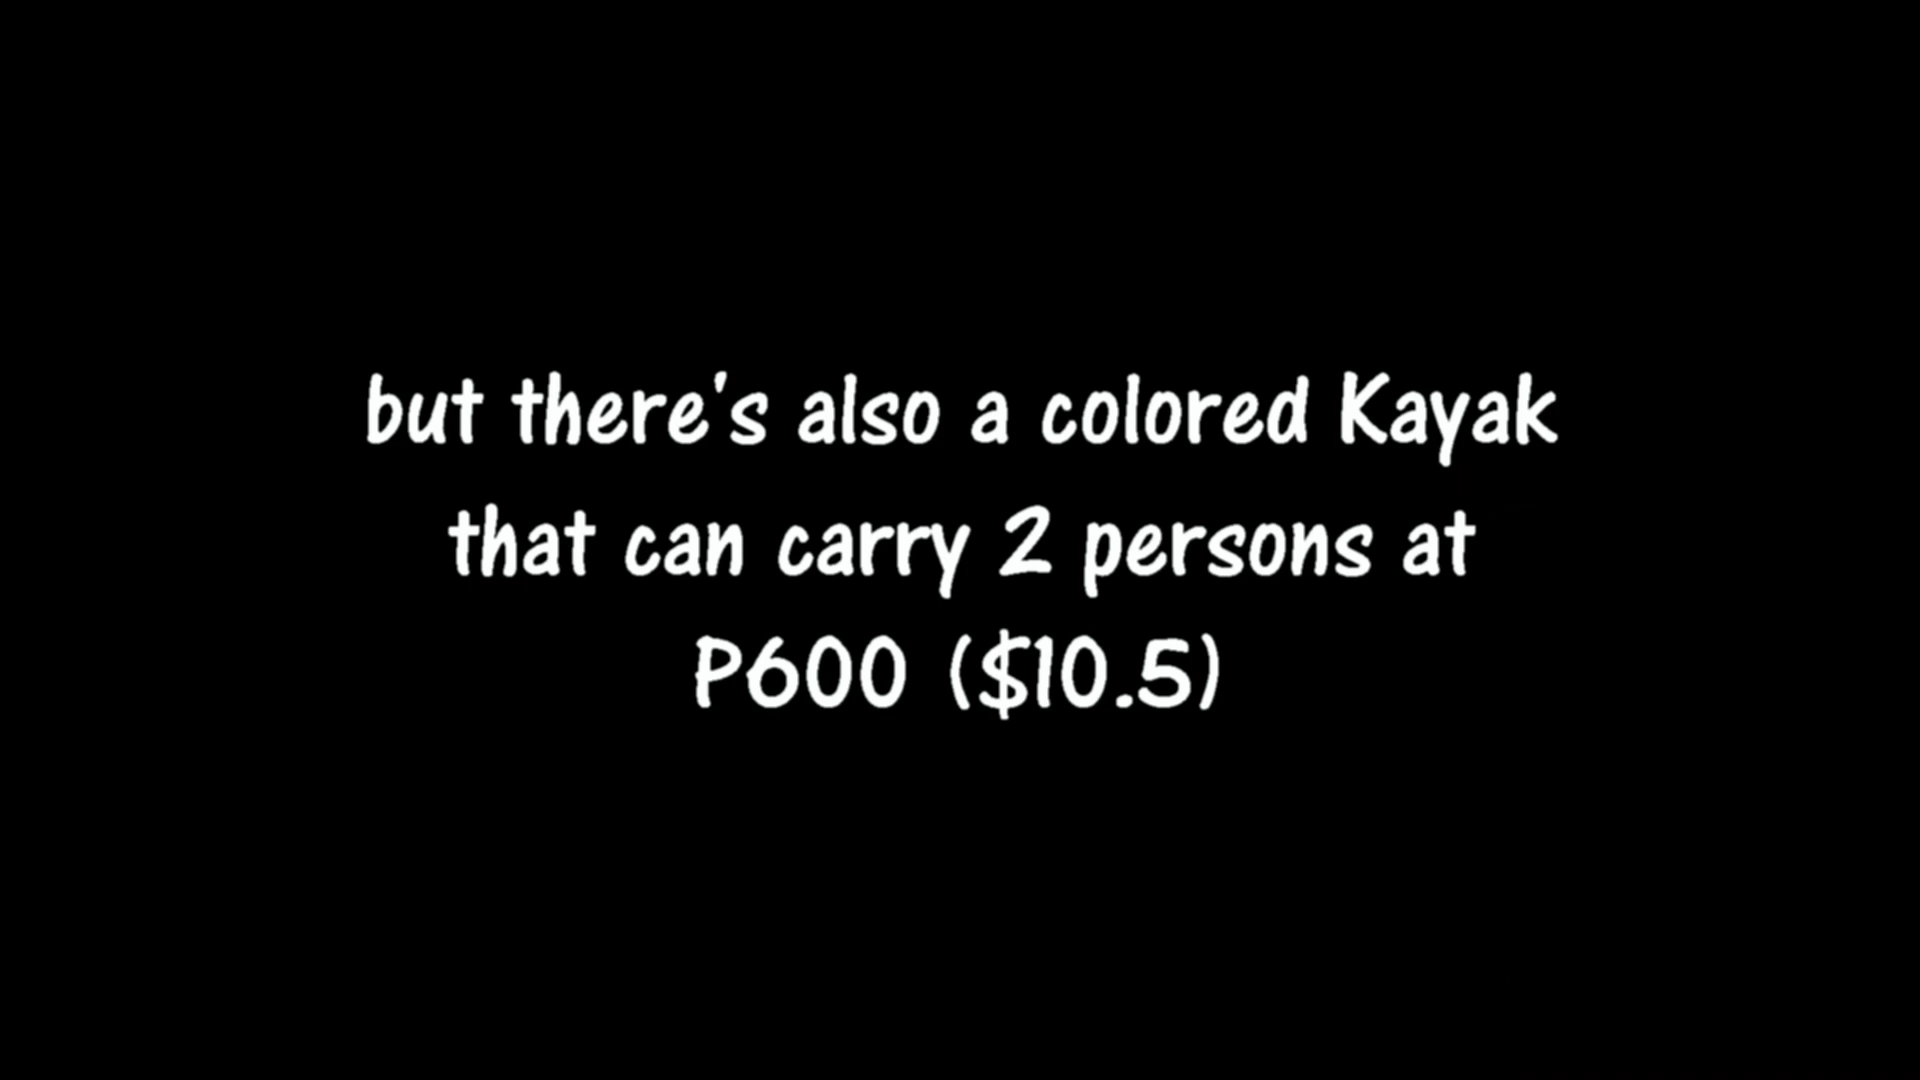 but there's also a colored Kayak
that can carry 2 persons at
P600 ($10.5)